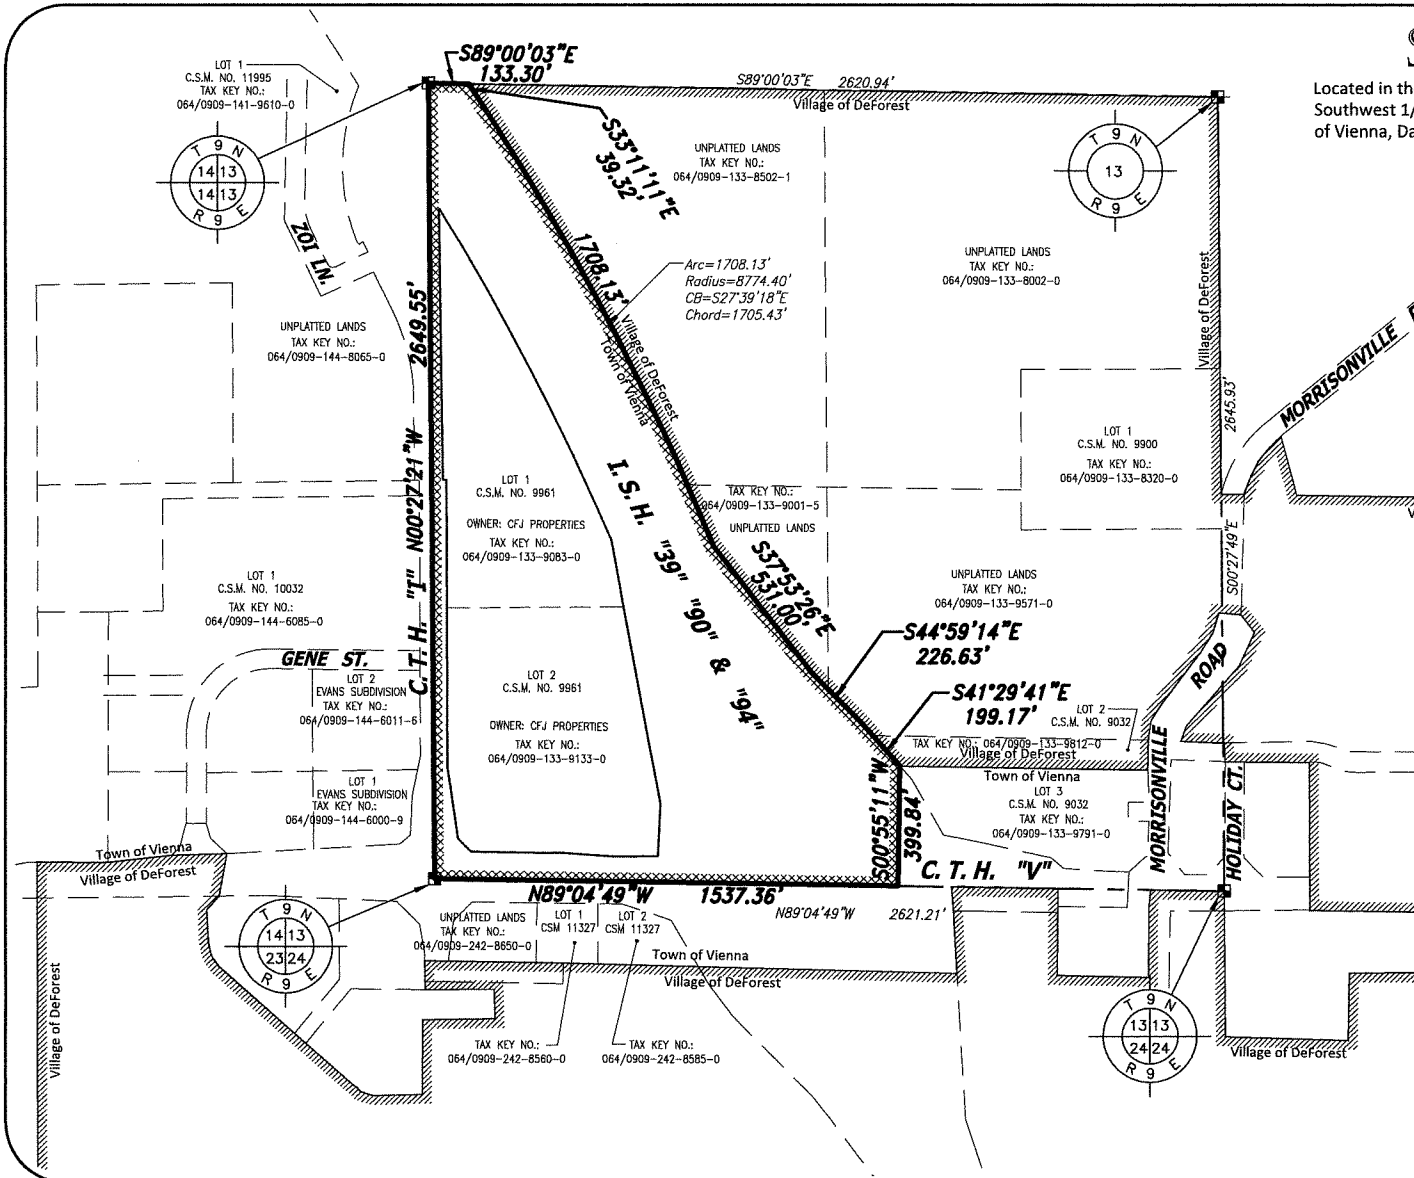 S89°00'03"E
133.30'
S89°00'03"E 2620.94'
Village of DeForest
Located in th
Southwest 1/
of Vienna, Da
LOT 1
C.S.M. NO. 11995
TAX KEY NO.:
064/0909-141-9610-0
T 9 N
14 13
14 13
R 9 E
ZOI LN.
S33°11'11"E
39.32'
UNPLATTED LANDS
TAX KEY NO.:
064/0909-133-8502-1
T 9 N
13
R 9 E
1708.13'
Arc=1708.13'
Radius=8774.40'
CB=S27°39'18"E
Chord=1705.43'
UNPLATTED LANDS
TAX KEY NO.:
064/0909-133-8002-0
Village of DeForest
UNPLATTED LANDS
TAX KEY NO.:
064/0909-144-8065-0
C.T.H. "I" N00°27'21"W 2649.55'
Village of DeForest
Town of Vienna
2645.93'
MORRISONVILLE
LOT 1
C.S.M. NO. 9900
TAX KEY NO.:
064/0909-133-8320-0
LOT 1
C.S.M. NO. 9961
OWNER: CFJ PROPERTIES
TAX KEY NO.:
064/0909-133-9083-0
I.S.H. "39" "90" & "94"
TAX KEY NO.:
064/0909-133-9001-5
UNPLATTED LANDS
S37°53'26"E
531.00'
S00°27'49"E
LOT 1
C.S.M. NO. 10032
TAX KEY NO.:
064/0909-144-6085-0
UNPLATTED LANDS
TAX KEY NO.:
064/0909-133-9571-0
S44°59'14"E
226.63'
GENE ST.
LOT 2
EVANS SUBDIVISION
TAX KEY NO.:
064/0909-144-6011-6
LOT 2
C.S.M. NO. 9961
OWNER: CFJ PROPERTIES
TAX KEY NO.:
064/0909-133-9133-0
S41°29'41"E
199.17'
LOT 2
C.S.M. NO. 9032
TAX KEY NO.: 064/0909-133-9812-0
Village of DeForest
Town of Vienna
ROAD
MORRISONVILLE
HOLIDAY CT.
LOT 1
EVANS SUBDIVISION
TAX KEY NO.:
064/0909-144-6000-9
S00°55'11"W
399.84'
LOT 3
C.S.M. NO. 9032
TAX KEY NO.:
064/0909-133-9791-0
Town of Vienna
Village of DeForest
C.T.H. "V"
N89°04'49"W 1537.36'
N89°04'49"W 2621.21'
T 9 N
14 13
23 24
R 9 E
UNPLATTED LANDS
TAX KEY NO.:
064/0909-242-8650-0
LOT 1
CSM 11327
LOT 2
CSM 11327
Town of Vienna
Village of DeForest
Village of DeForest
TAX KEY NO.:
064/0909-242-8560-0
TAX KEY NO.:
064/0909-242-8585-0
T 9 N
13 13
24 24
R 9 E
Village of DeForest